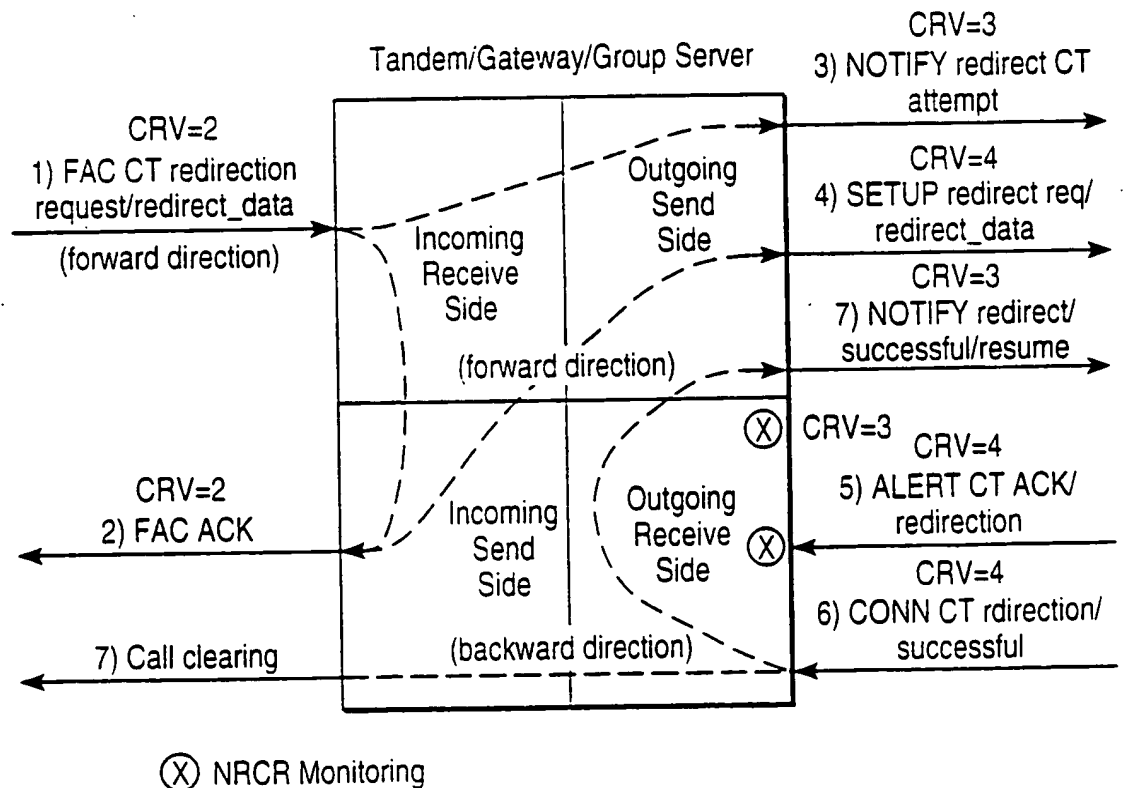 Tandem/Gateway/Group Server
CRV=2
1) FAC CT redirection
request/redirect_data
(forward direction)
CRV=3
3) NOTIFY redirect CT
attempt
CRV=4
4) SETUP redirect req/
redirect_data
CRV=3
7) NOTIFY redirect/
successful/resume
Incoming
Receive
Side
Outgoing
Send
Side
(forward direction)
CRV=2
2) FAC ACK
7) Call clearing
Incoming
Send
Side
Outgoing
Receive
Side
(backward direction)
X CRV=3
X
CRV=4
5) ALERT CT ACK/
redirection
CRV=4
6) CONN CT rdirection/
successful
X NRCR Monitoring